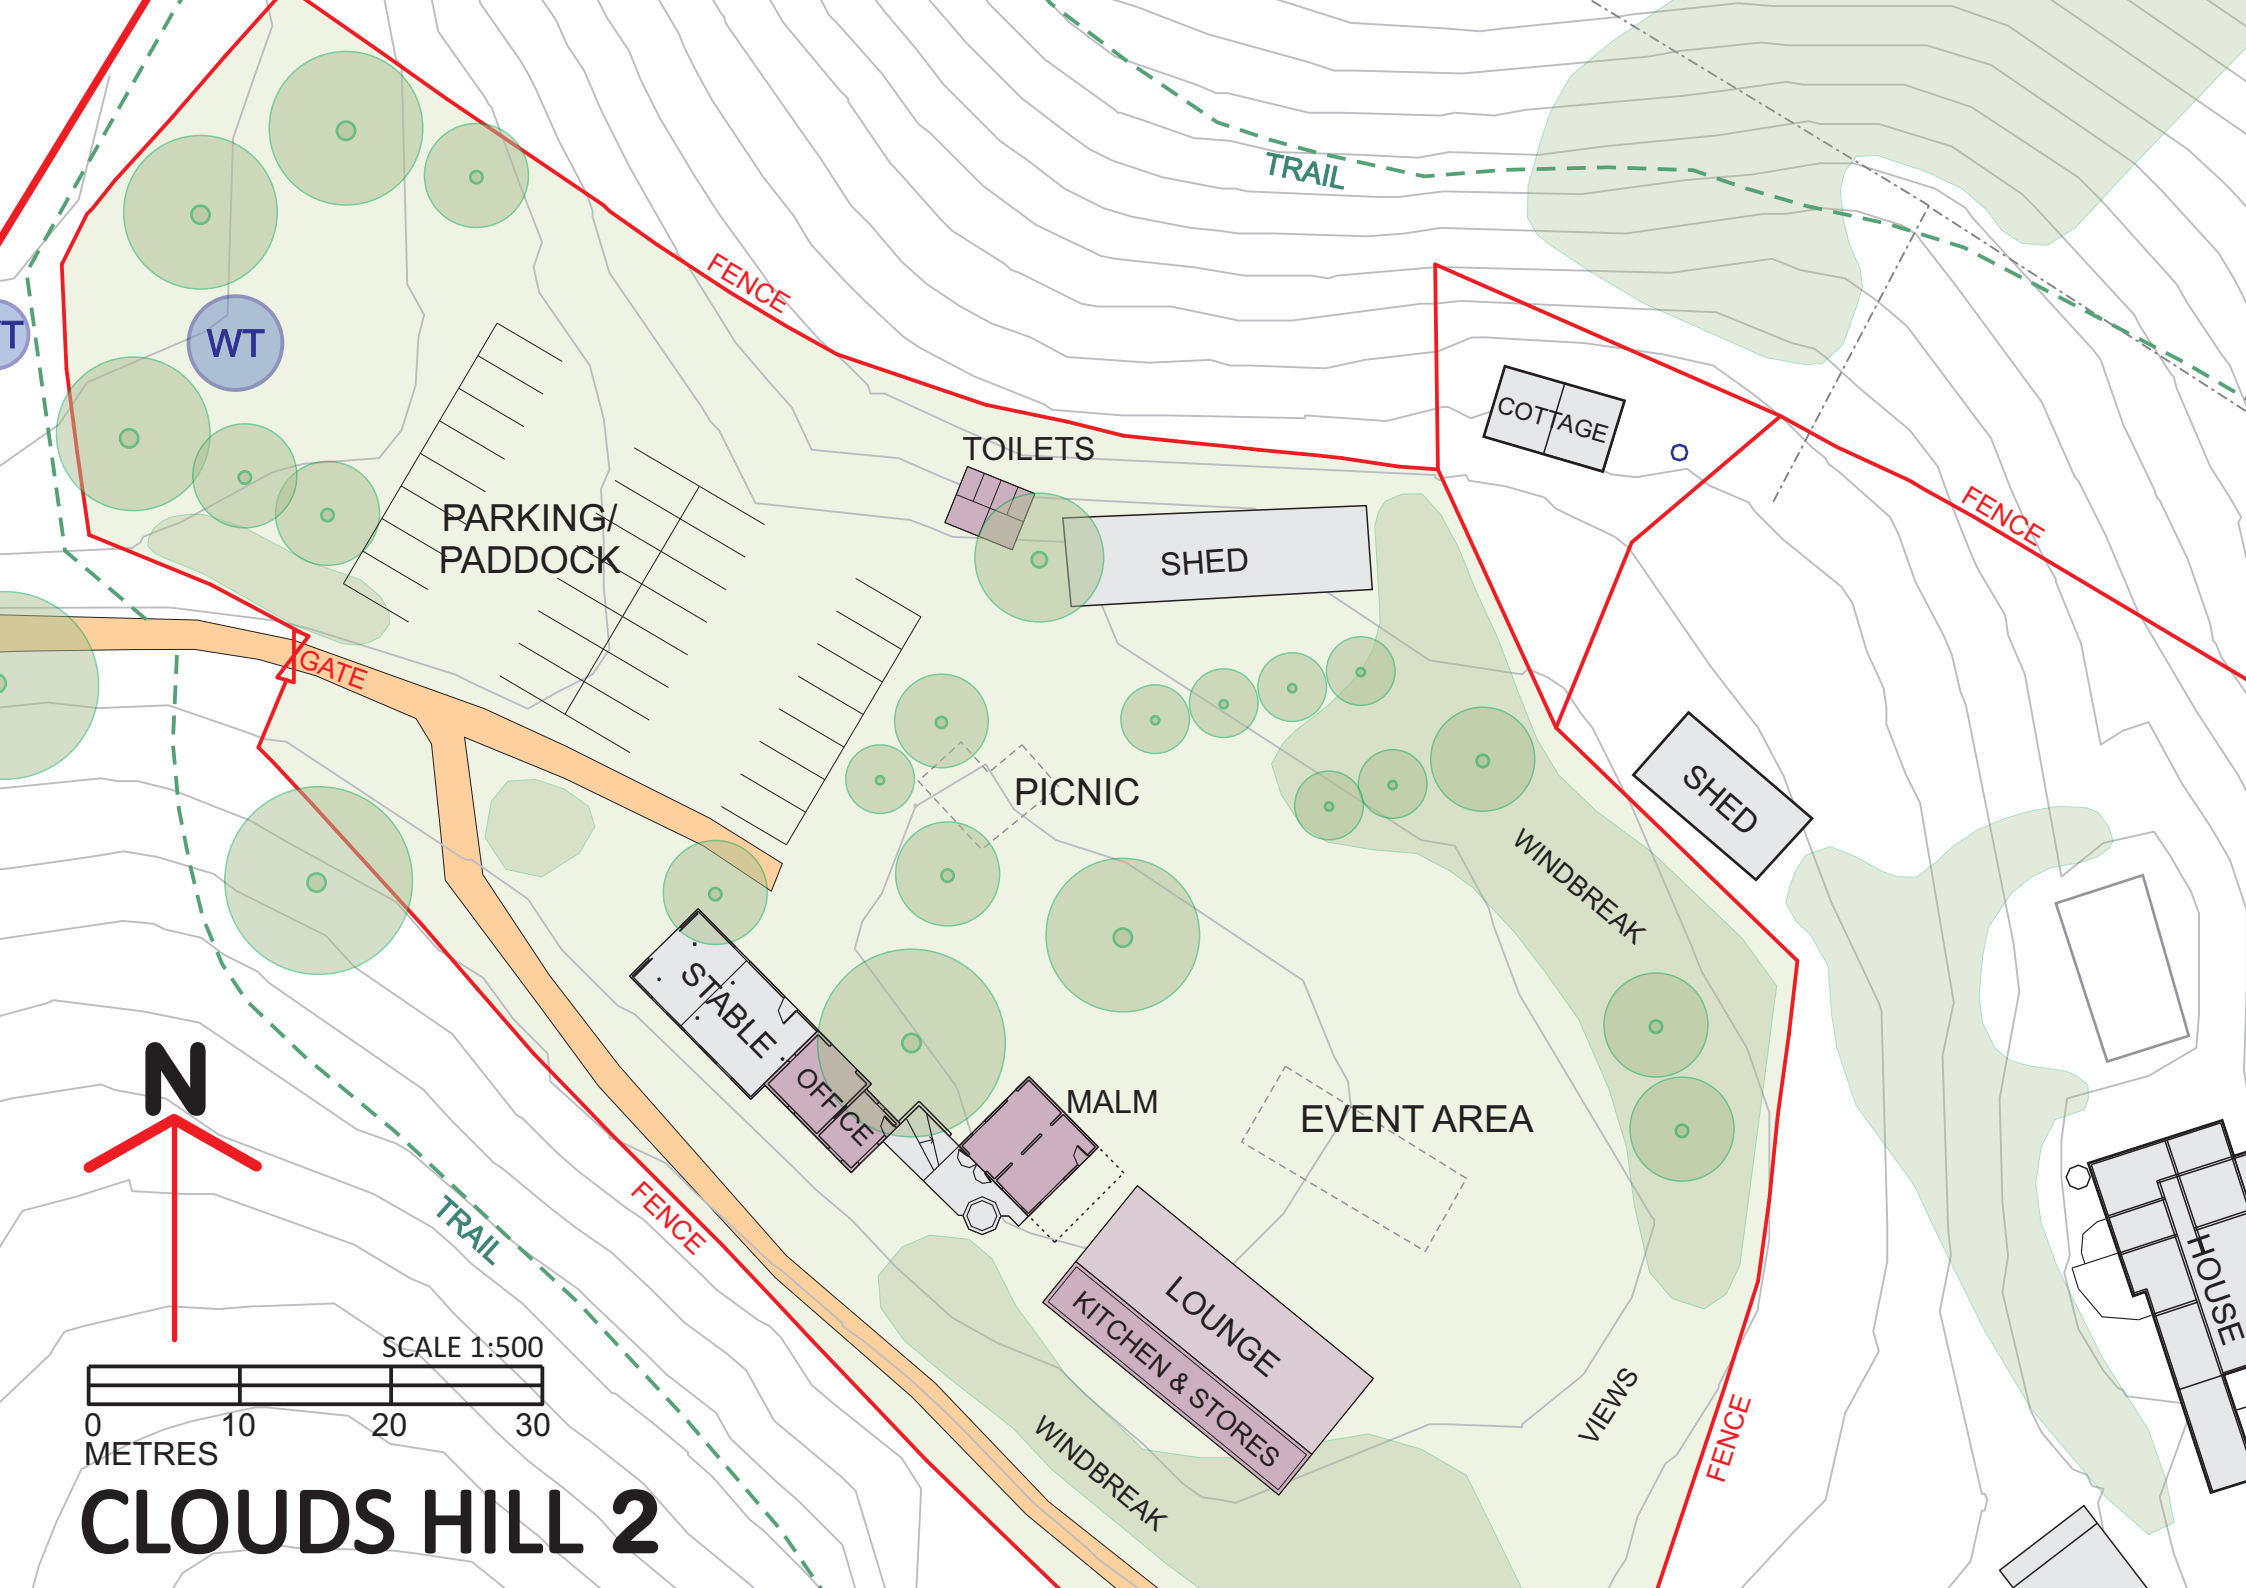 TRAIL
FENCE
WT
T
COTTAGE
TOILETS
FENCE
PARKING/
PADDOCK
SHED
GATE
PICNIC
SHED
WINDBREAK
STABLE
OFFICE
MALM
EVENT AREA
N
TRAIL
FENCE
HOUSE
LOUNGE
KITCHEN & STORES
VIEWS
FENCE
WINDBREAK
SCALE 1:500
0 10 20 30
METRES
CLOUDS HILL 2